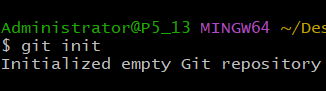 Administrator@P5_13 MINGW64 ~/Des
$ git init
Initialized empty Git repository